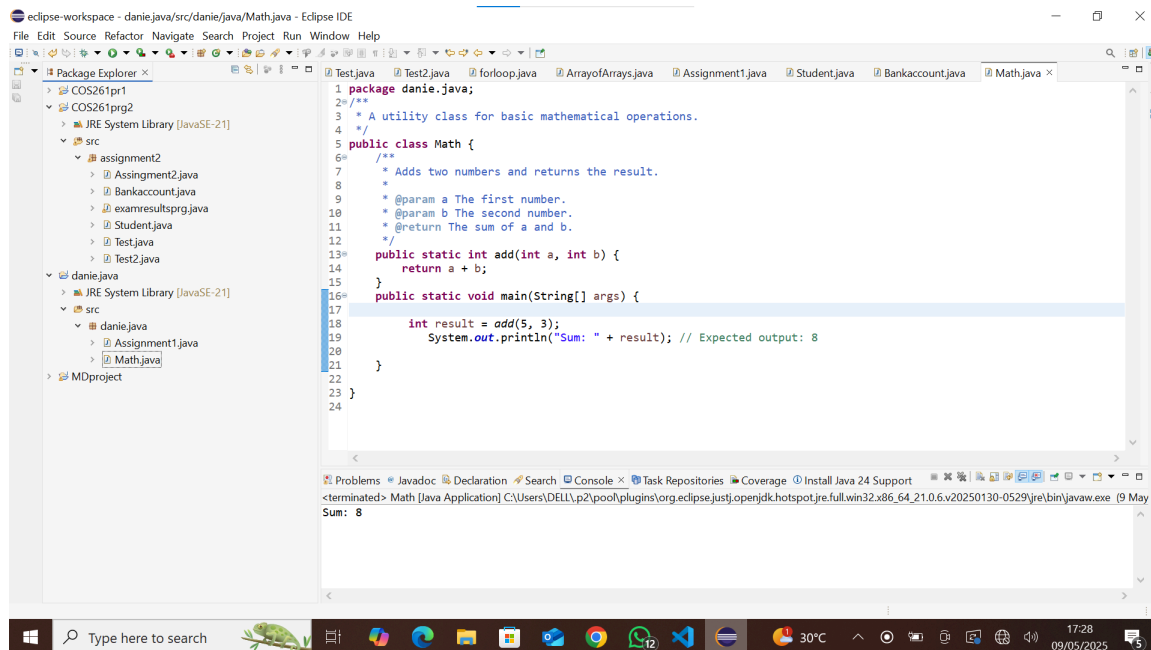 eclipse-workspace - danie.java/src/danie/java/Math.java - Eclipse IDE
File Edit Source Refactor Navigate Search Project Run Window Help
Package Explorer
COS261pr1
COS261prg2
JRE System Library [JavaSE-21]
src
assignment2
Assingment2.java
Bankaccount.java
examresultsprg.java
Student.java
Test.java
Test2.java
danie.java
JRE System Library [JavaSE-21]
src
danie.java
Assignment1.java
Math.java
MDproject
Test.java Test2.java forloop.java ArrayofArrays.java Assignment1.java Student.java Bankaccount.java Math.java
1 package danie.java;
2 /**
3 * A utility class for basic mathematical operations.
4 */
5 public class Math {
6 /**
7 * Adds two numbers and returns the result.
8 *
9 * @param a The first number.
10 * @param b The second number.
11 * @return The sum of a and b.
12 */
13 public static int add(int a, int b) {
14 return a + b;
15 }
16 public static void main(String[] args) {
17
18 int result = add(5, 3);
19 System.out.println("Sum: " + result); // Expected output: 8
20
21 }
22
23 }
24
Problems Javadoc Declaration Search Console Task Repositories Coverage Install Java 24 Support
<terminated> Math [Java Application] C:\Users\DELL\.p2\pool\plugins\org.eclipse.justj.openjdk.hotspot.jre.full.win32.x86_64_21.0.6.v20250130-0529\jre\bin\javaw.exe (9 May
Sum: 8
Type here to search
12
1
30°C
17:28
09/05/2025
5